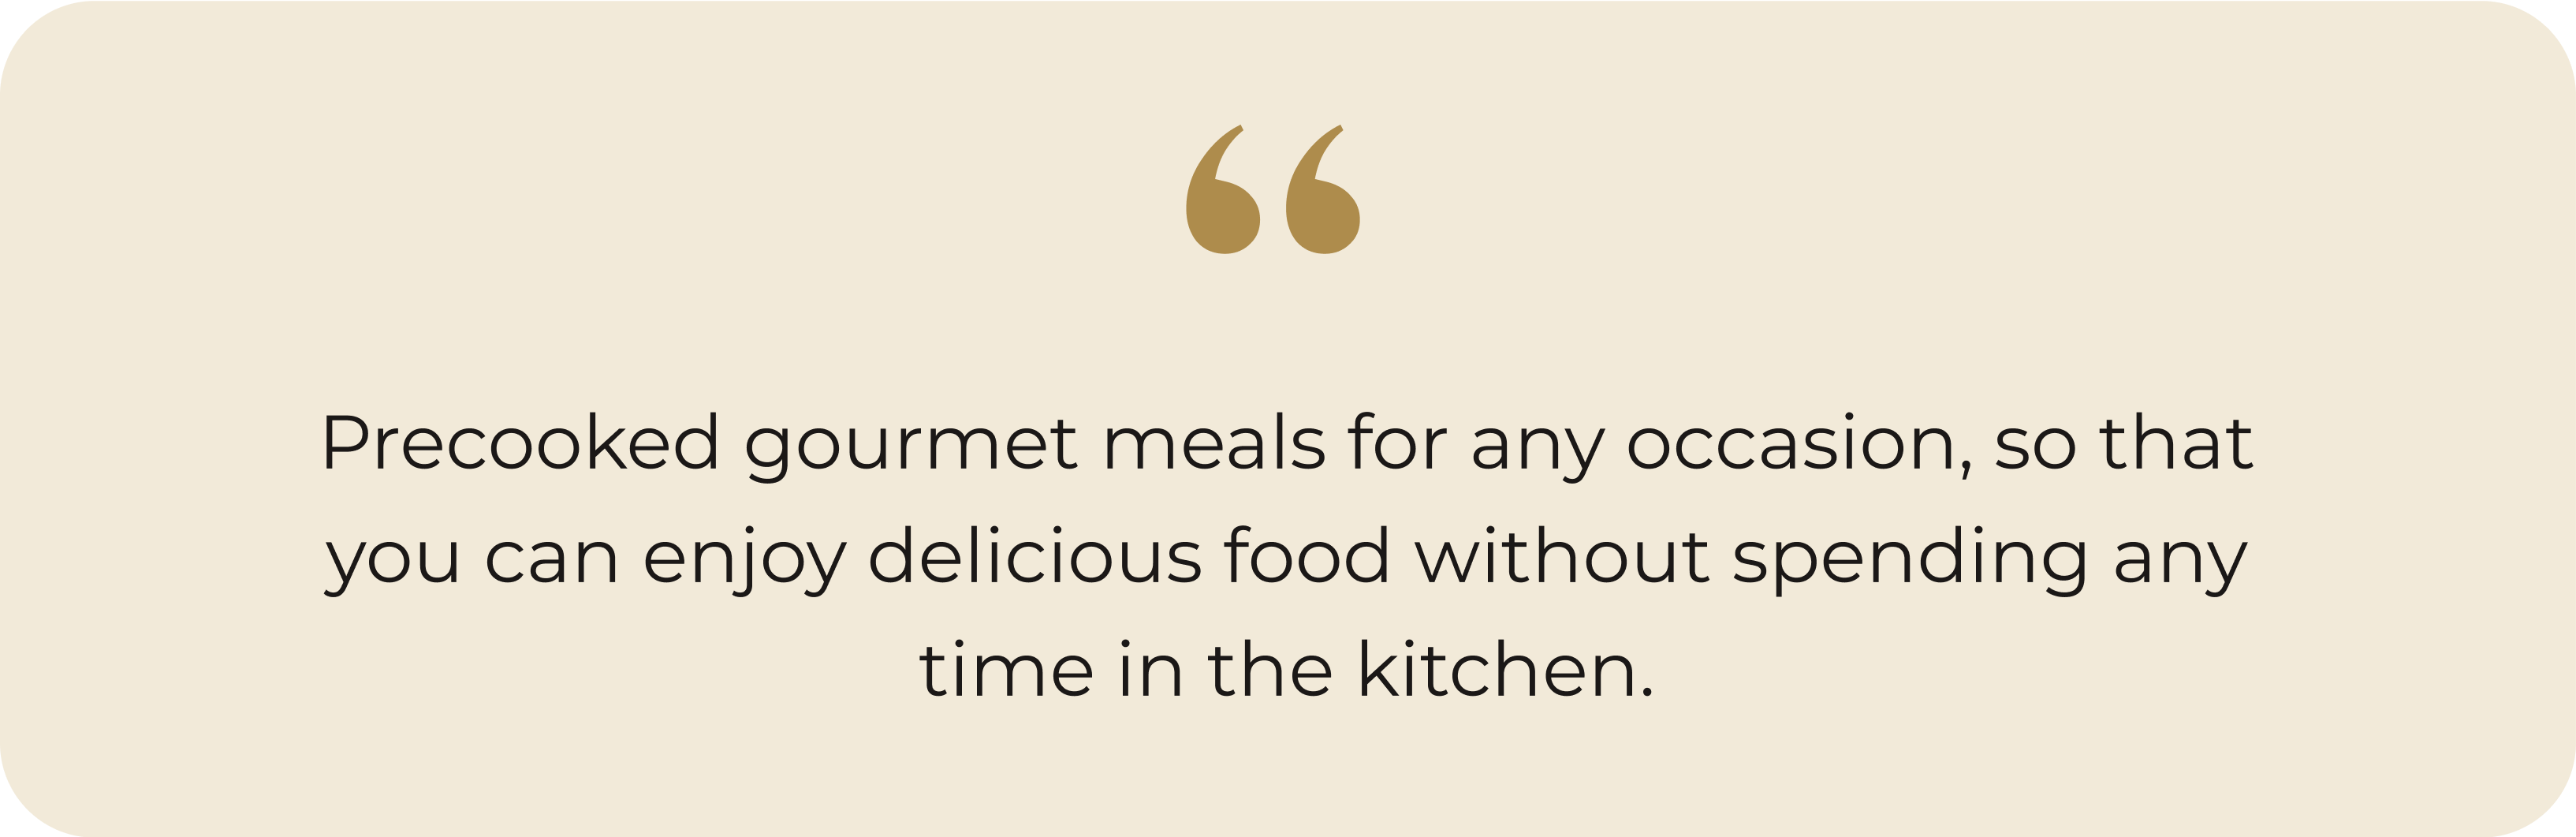 “
Precooked gourmet meals for any occasion, so that
you can enjoy delicious food without spending any
time in the kitchen.